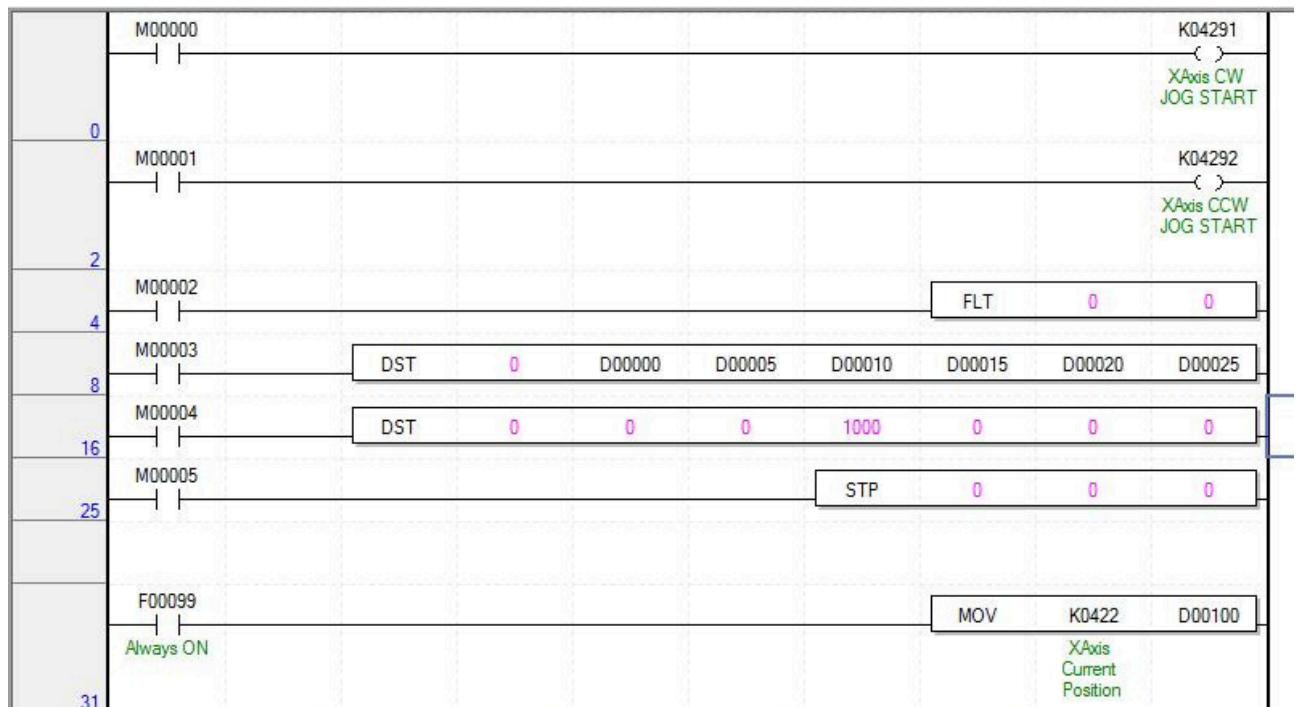 M00000 K04291
XAxis CW
JOG START
0
M00001 K04292
XAxis CCW
JOG START
2
M00002 FLT 0 0
4
M00003 DST 0 D00000 D00005 D00010 D00015 D00020 D00025
8
M00004 DST 0 0 0 1000 0 0 0
16
M00005 STP 0 0 0
25
F00099 MOV K0422 D00100
Always ON XAxis
Current
Position
31